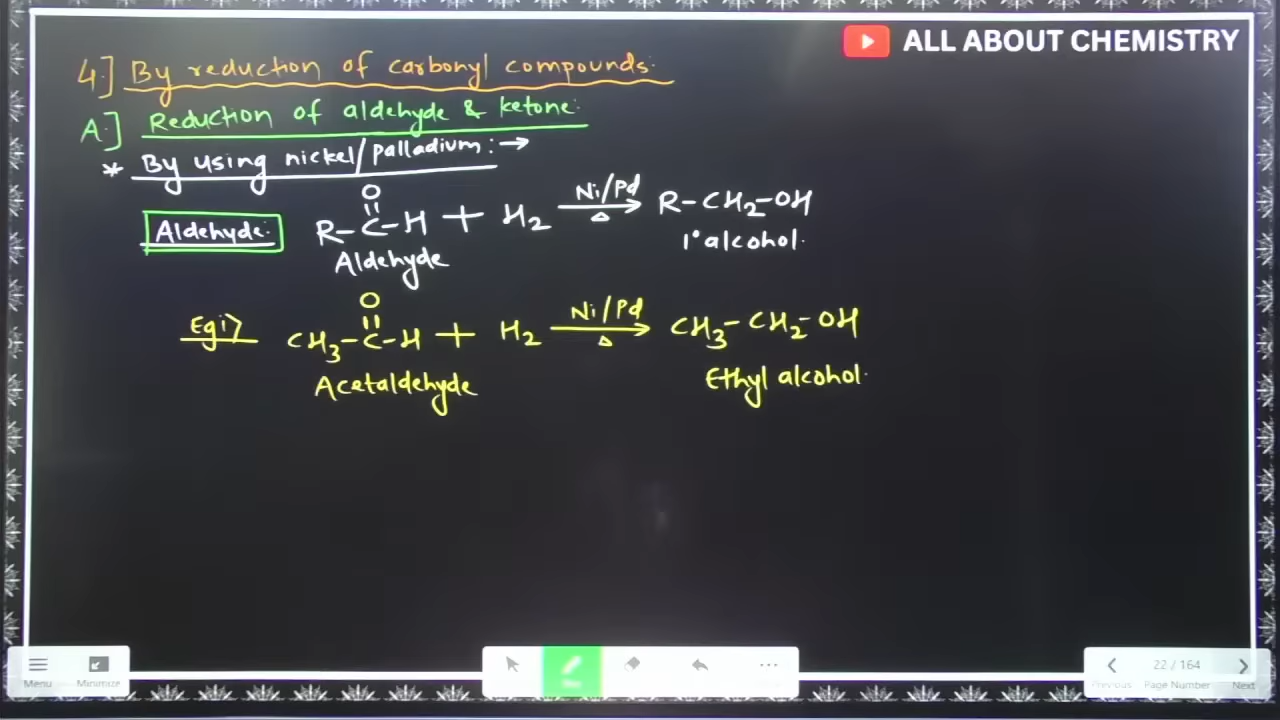 ALL ABOUT CHEMISTRY
4.] By reduction of carbonyl compounds:
A.] Reduction of aldehyde & ketone:
* By using nickel/palladium: →
O
Aldehyde: R-C-H + H2 Ni/Pd → R-CH2-OH
Δ
Aldehyde 1° alcohol.
O
Eg i> CH3-C-H + H2 Ni/Pd → CH3-CH2-OH
Δ
Acetaldehyde Ethyl alcohol.
Menu Minimize
22 / 164
Previous Page Number Next